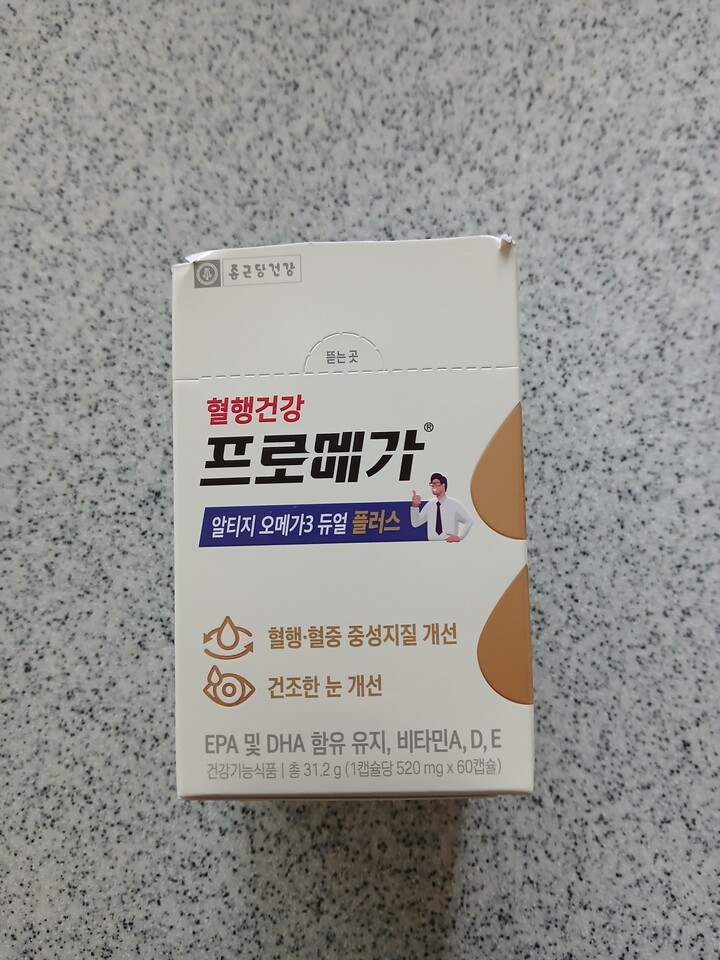 종근당건강
뜯는 곳
혈행건강
프로메가®
알티지 오메가3 듀얼 플러스
혈행·혈중 중성지질 개선
건조한 눈 개선
EPA 및 DHA 함유 유지, 비타민A, D, E
건강기능식품 | 총 31.2 g (1캡슐당 520 mg x 60캡슐)